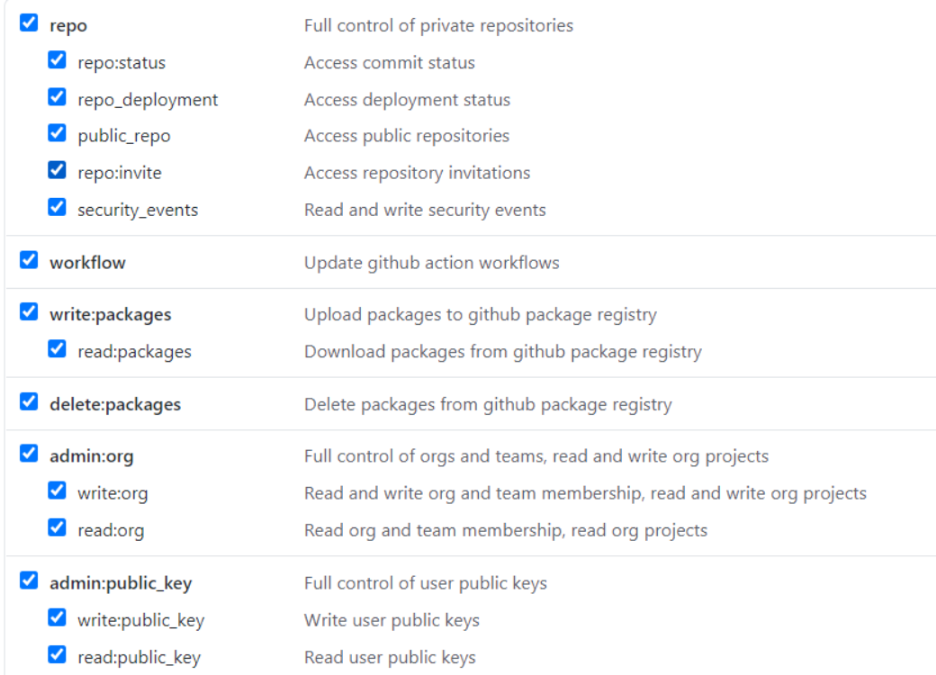 repo Full control of private repositories
repo:status Access commit status
repo_deployment Access deployment status
public_repo Access public repositories
repo:invite Access repository invitations
security_events Read and write security events
workflow Update github action workflows
write:packages Upload packages to github package registry
read:packages Download packages from github package registry
delete:packages Delete packages from github package registry
admin:org Full control of orgs and teams, read and write org projects
write:org Read and write org and team membership, read and write org projects
read:org Read org and team membership, read org projects
admin:public_key Full control of user public keys
write:public_key Write user public keys
read:public_key Read user public keys